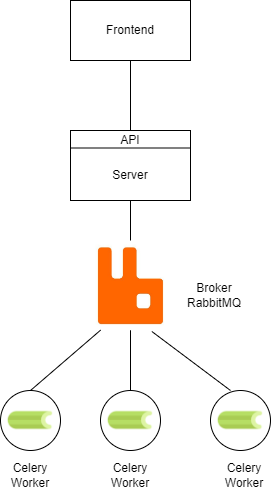 Frontend
API
Server
Broker
RabbitMQ
Celery
Worker
Celery
Worker
Celery
Worker